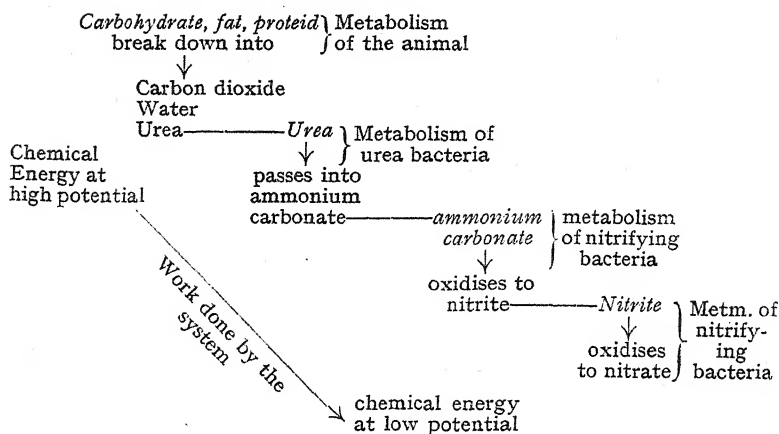 Carbohydrate, fat, proteid
break down into
Metabolism
of the animal
Carbon dioxide
Water
Urea
Urea
passes into
ammonium
carbonate
Metabolism of
urea bacteria
Chemical
Energy at
high potential
ammonium
carbonate
oxidises to
nitrite
metabolism
of nitrifying
bacteria
Nitrite
oxidises
to nitrate
Metm. of
nitrify-
ing
bacteria
Work done by the
system
chemical energy
at low potential